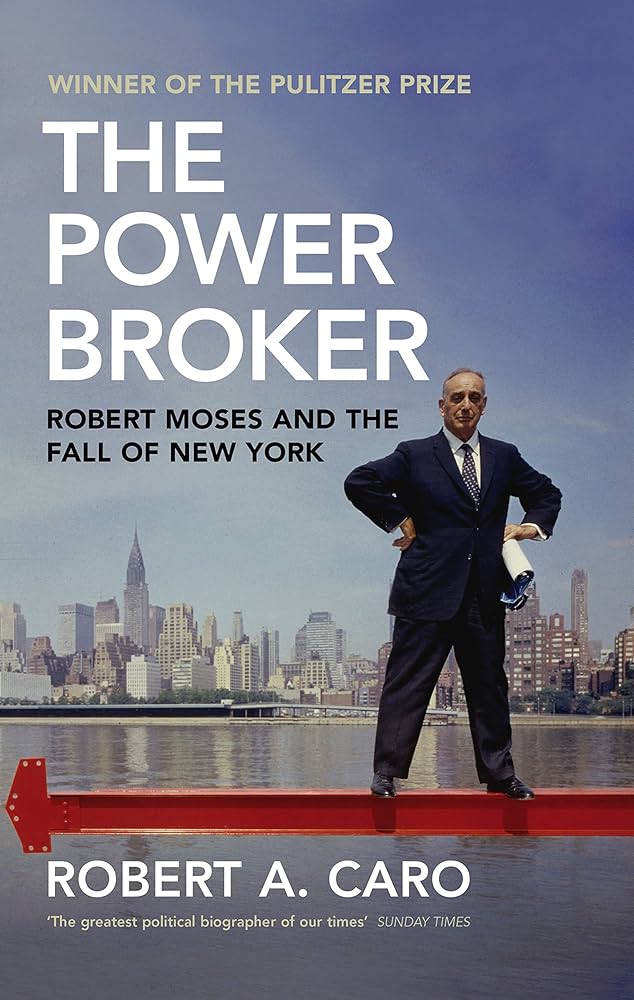 WINNER OF THE PULITZER PRIZE
THE
POWER
BROKER
ROBERT MOSES AND THE
FALL OF NEW YORK
ROBERT A. CARO
'The greatest political biographer of our times' SUNDAY TIMES